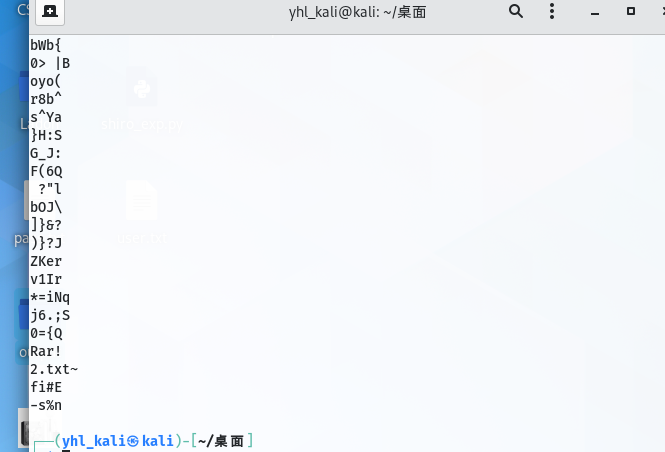 yhl_kali@kali: ~/桌面
bWb{
0> |B
oyo(
r8b^
s^Ya
}H:S
G_J:
F(6Q
 ?"l
bOJ\
]}&?
)}?J
ZKer
v1Ir
*=iNq
j6.;S
0={Q
Rar!
2.txt~
fi#E
-s%n
(yhl_kali㉿kali)-[~/桌面]